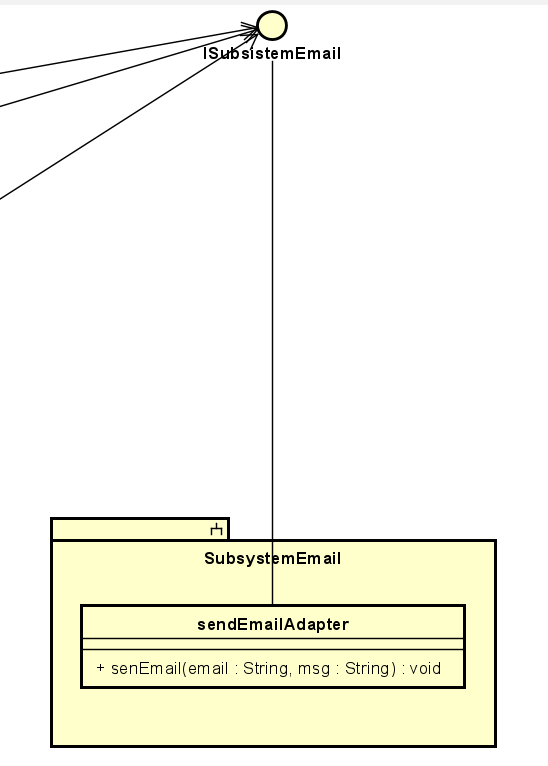 ISubsistemEmail
SubsystemEmail
sendEmailAdapter
+ senEmail(email : String, msg : String) : void